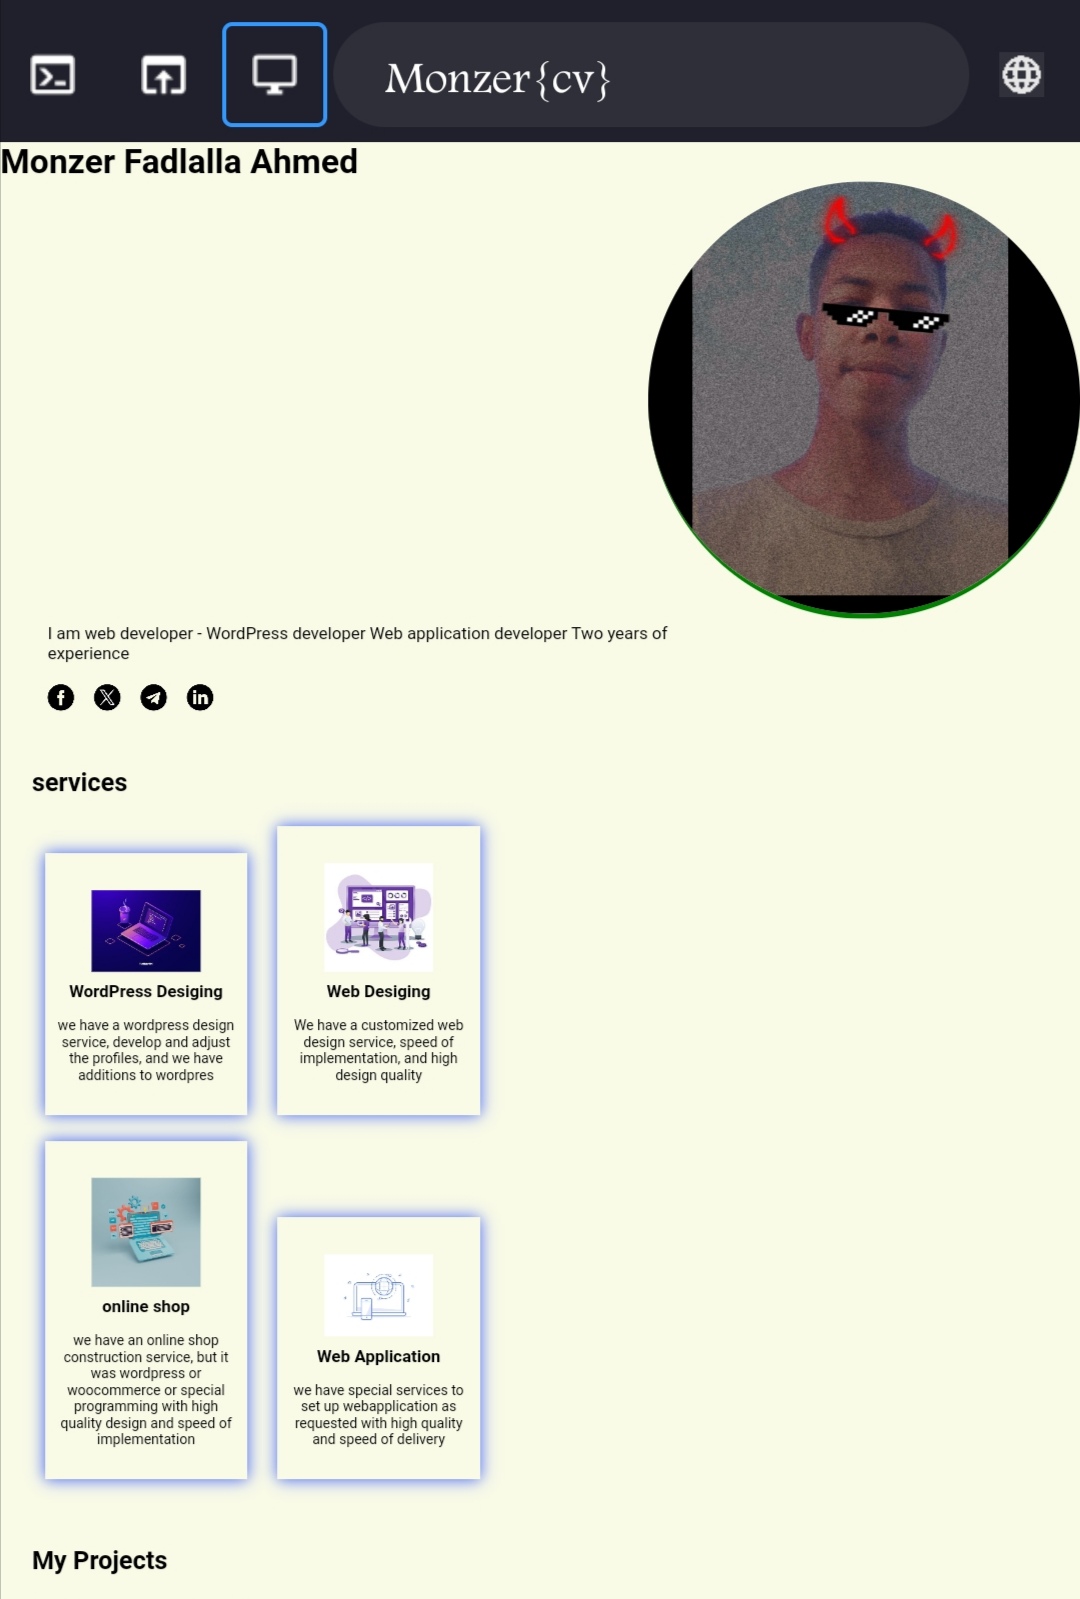 Monzer{cv}
Monzer Fadlalla Ahmed
I am web developer - WordPress developer Web application developer Two years of
experience
services
WordPress Desiging
we have a wordpress design
service, develop and adjust
the profiles, and we have
additions to wordpres
Web Desiging
We have a customized web
design service, speed of
implementation, and high
design quality
online shop
we have an online shop
construction service, but it
was wordpress or
woocommerce or special
programming with high
quality design and speed of
implementation
Web Application
we have special services to
set up webapplication as
requested with high quality
and speed of delivery
My Projects